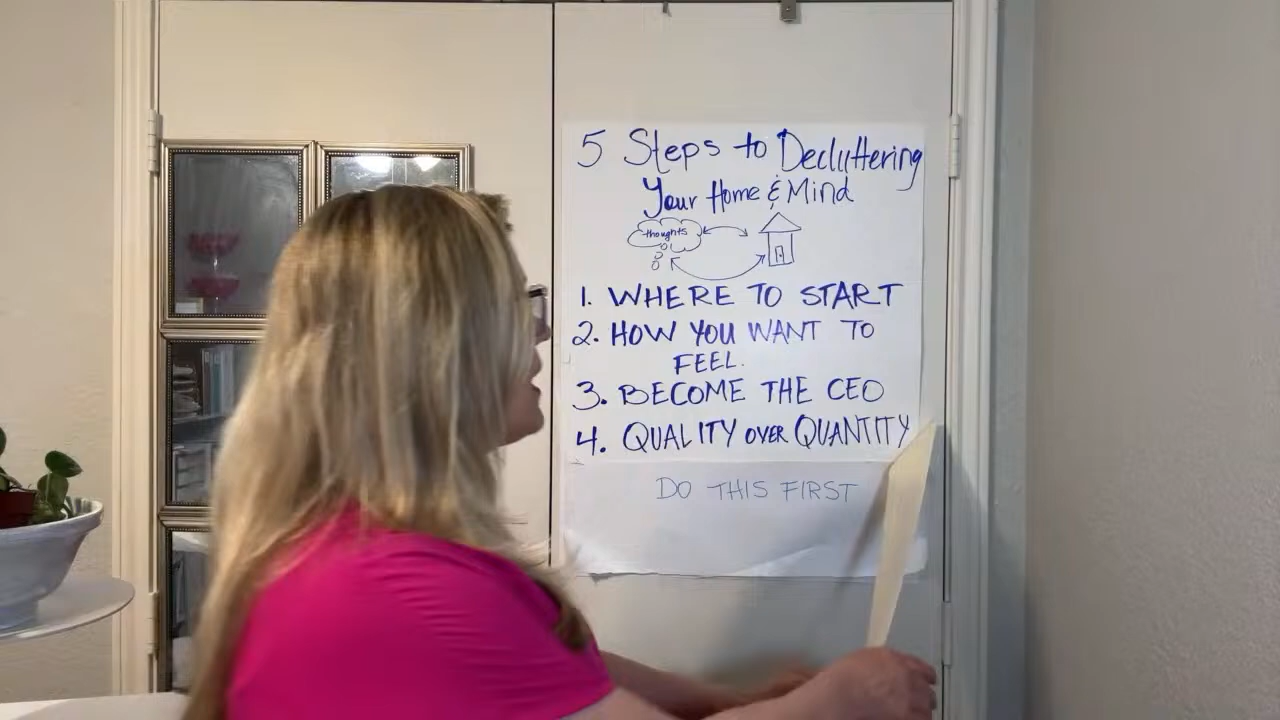 5 Steps to Decluttering
Your Home & Mind
thoughts
1. WHERE TO START
2. HOW YOU WANT TO
FEEL.
3. BECOME THE CEO
4. QUALITY OVER QUANTITY
DO THIS FIRST